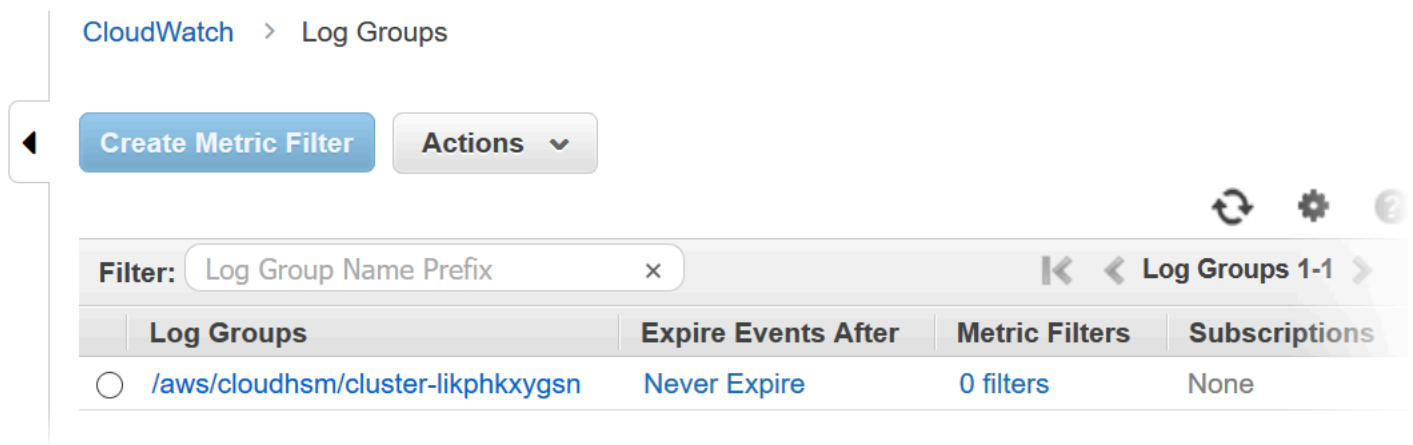 CloudWatch > Log Groups
Create Metric Filter Actions
Filter: Log Group Name Prefix × Log Groups 1-1
Log Groups Expire Events After Metric Filters Subscriptions
/aws/cloudhsm/cluster-likphkxygsn Never Expire 0 filters None